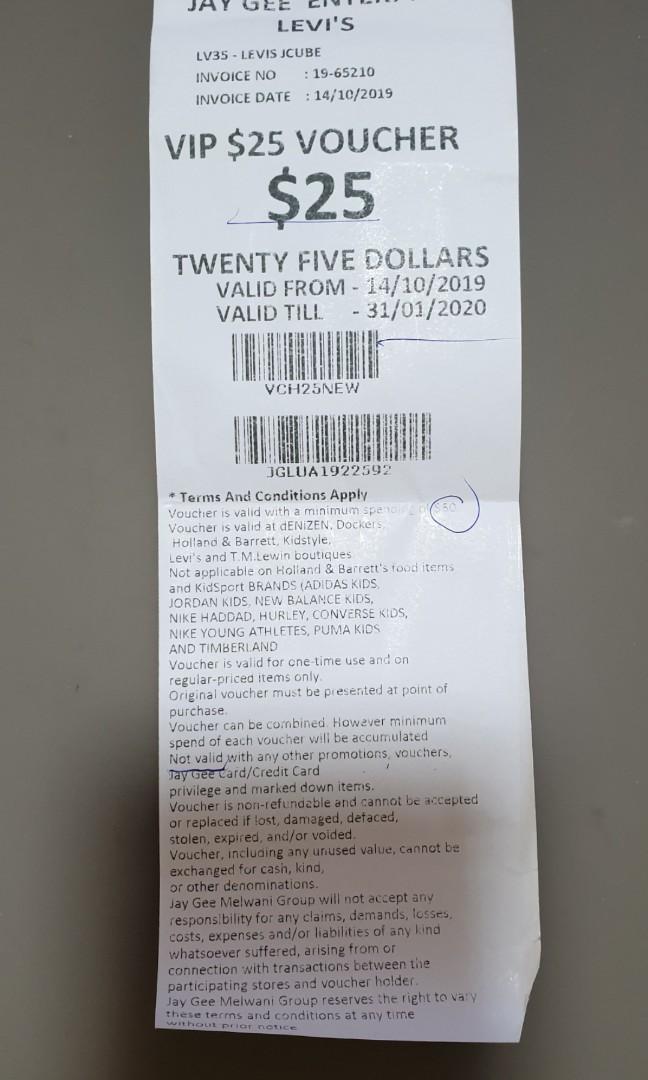 JAY GEE
LEVI'S
LV35 - LEVIS JCUBE
INVOICE NO : 19-65210
INVOICE DATE : 14/10/2019
VIP $25 VOUCHER
$25
TWENTY FIVE DOLLARS
VALID FROM - 14/10/2019
VALID TILL - 31/01/2020
VCH25NEW
JGLUA1922592
* Terms And Conditions Apply
Voucher is valid with a minimum spending of
Voucher is valid at dENiZEN, Dockers,
Holland & Barrett, Kidstyle,
Levi's and T.M.Lewin boutiques
Not applicable on Holland & Barrett's food items
and KidSport BRANDS (ADIDAS KIDS,
JORDAN KIDS, NEW BALANCE KIDS,
NIKE HADDAD, HURLEY, CONVERSE KIDS,
NIKE YOUNG ATHLETES, PUMA KIDS
AND TIMBERLAND
Voucher is valid for one-time use and on
regular-priced items only.
Original voucher must be presented at point of
purchase.
Voucher can be combined. However minimum
spend of each voucher will be accumulated
Not valid with any other promotions, vouchers,
Jay Gee Card/Credit Card
privilege and marked down items.
Voucher is non-refundable and cannot be accepted
or replaced if lost, damaged, defaced,
stolen, expired, and/or voided.
Voucher, including any unused value, cannot be
exchanged for cash, kind,
or other denominations.
Jay Gee Melwani Group will not accept any
responsibility for any claims, demands, losses,
costs, expenses and/or liabilities of any kind
whatsoever suffered, arising from or
connection with transactions between the
participating stores and voucher holder.
Jay Gee Melwani Group reserves the right to vary
these terms and conditions at any time
without prior notice